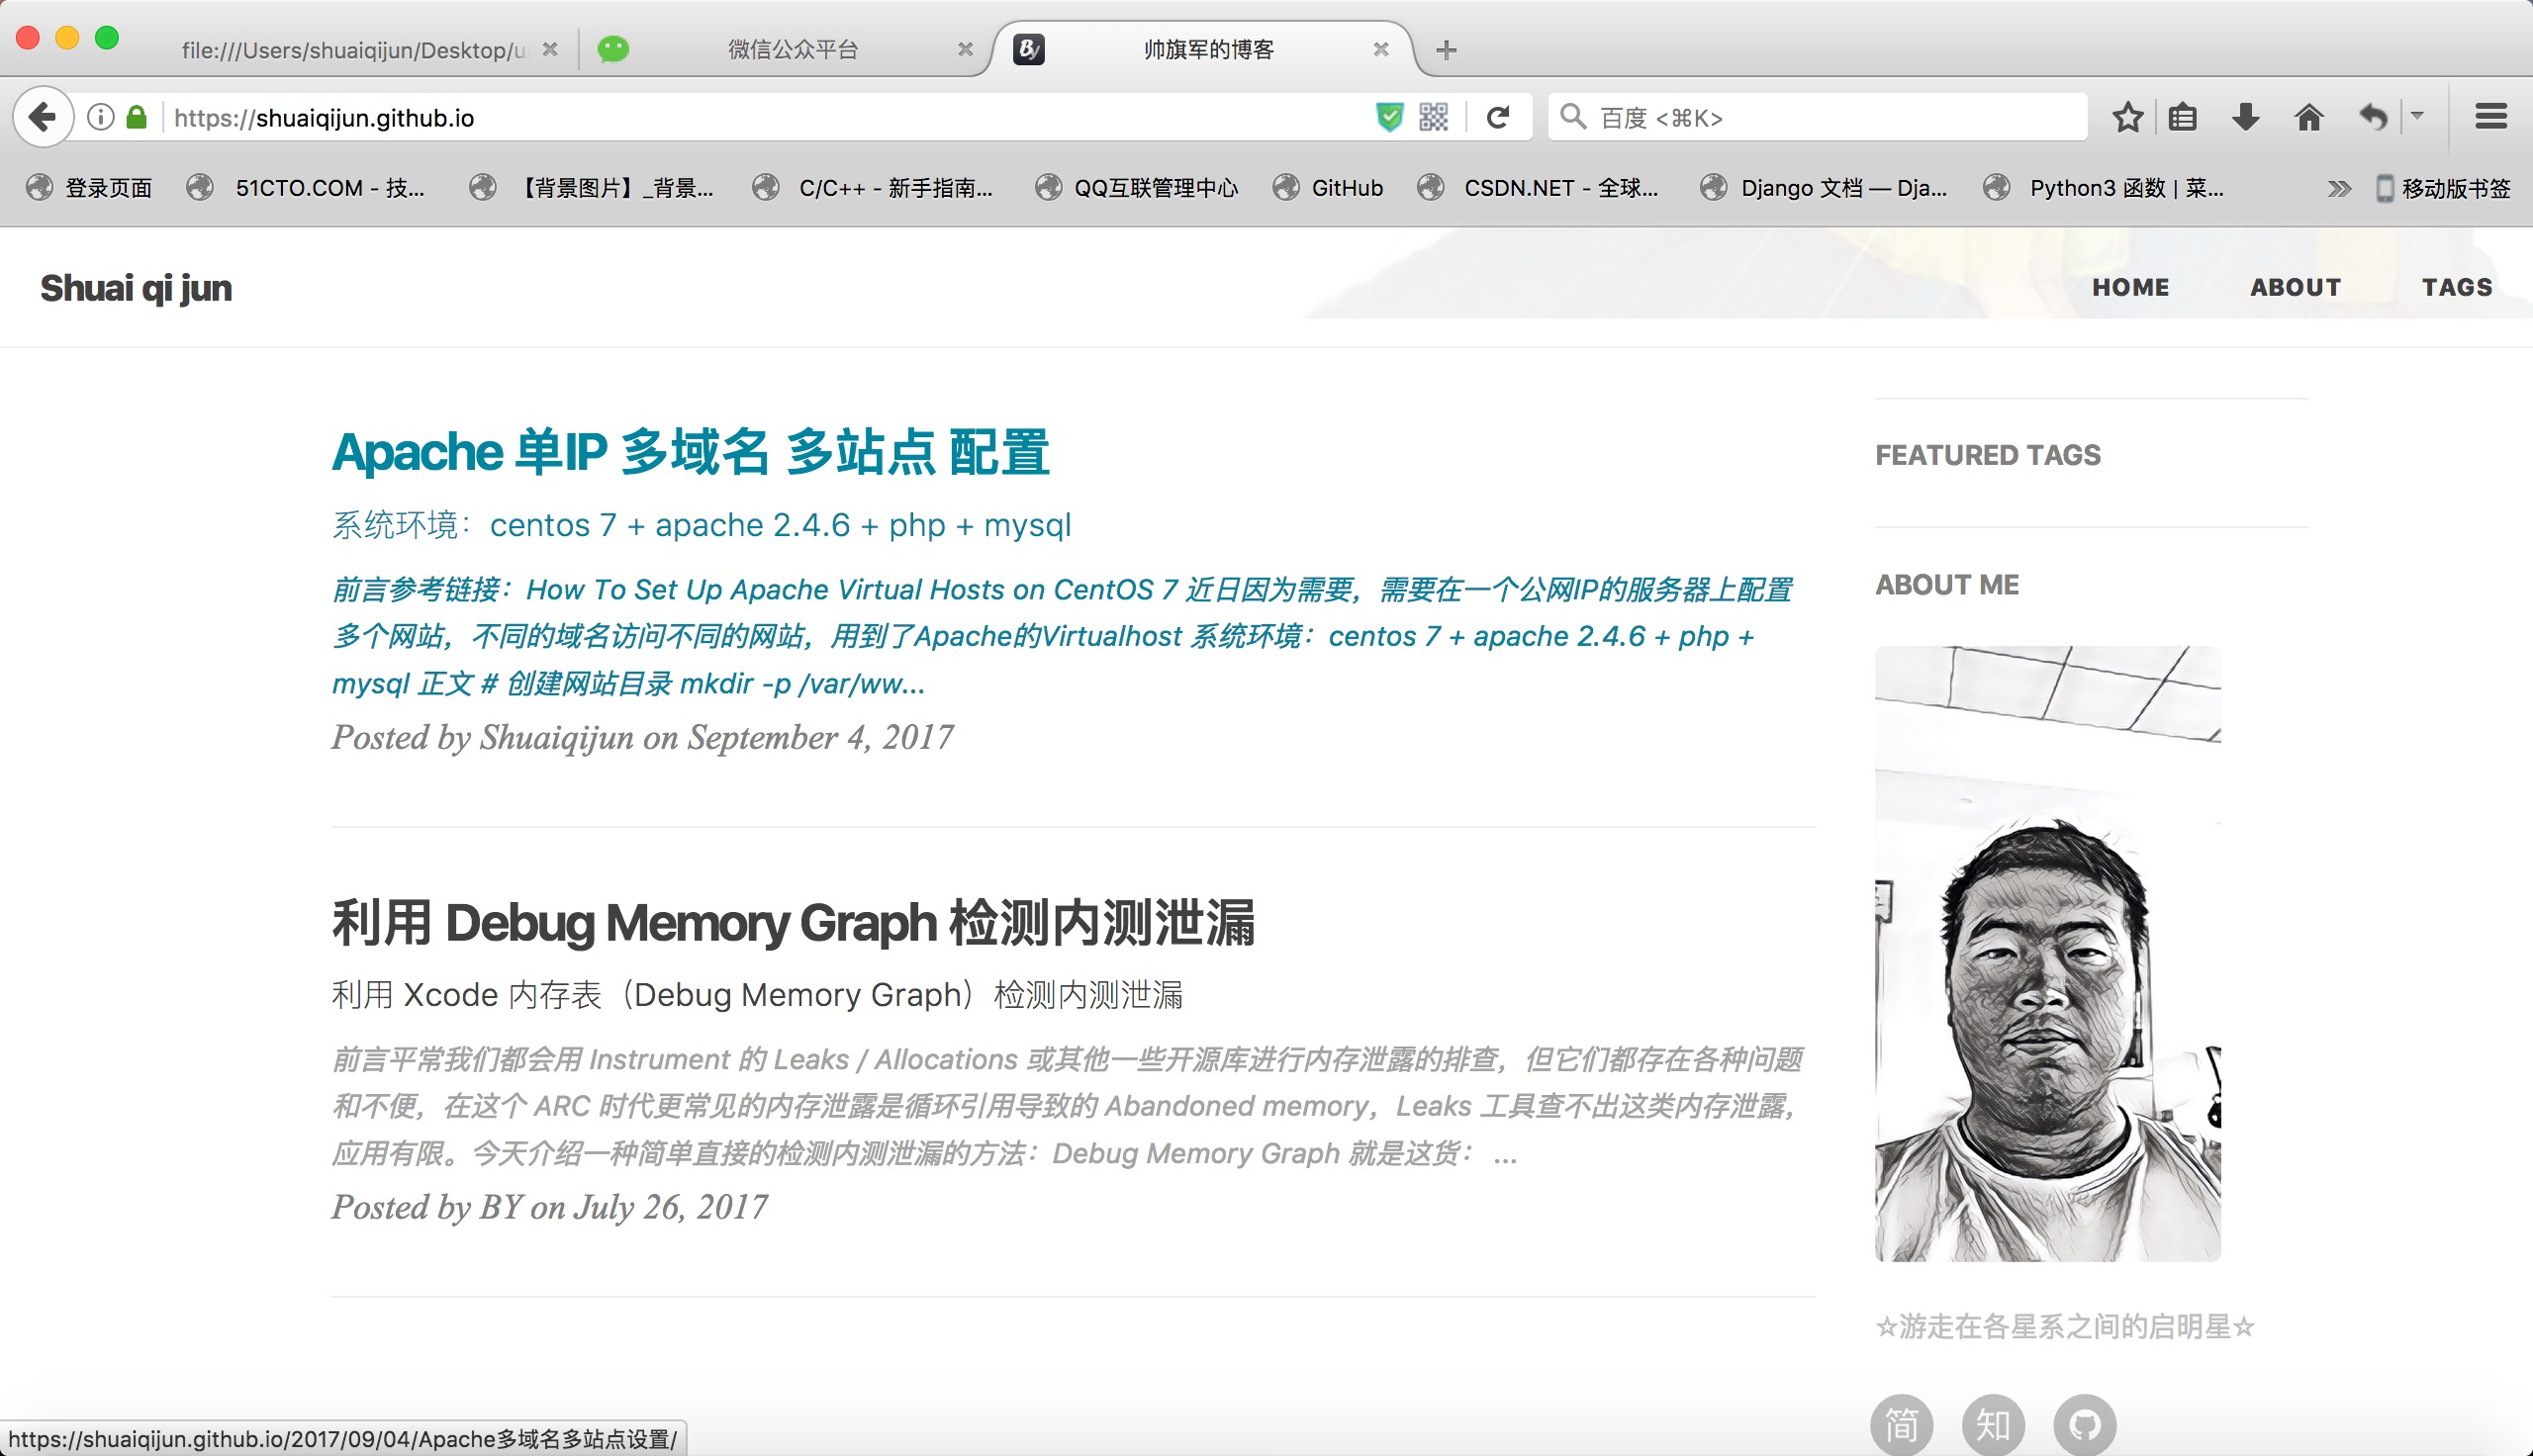 file:///Users/shuaiqijun/Desktop/u
微信公众平台
By
帅旗军的博客
https://shuaiqijun.github.io
百度 <⌘K>
登录页面
51CTO.COM - 技...
【背景图片】_背景...
C/C++ - 新手指南...
QQ互联管理中心
GitHub
CSDN.NET - 全球...
Django 文档 — Dja...
Python3 函数 | 菜...
移动版书签
Shuai qi jun
HOME
ABOUT
TAGS
Apache 单IP 多域名 多站点 配置
系统环境：centos 7 + apache 2.4.6 + php + mysql
前言参考链接：How To Set Up Apache Virtual Hosts on CentOS 7 近日因为需要，需要在一个公网IP的服务器上配置
多个网站，不同的域名访问不同的网站，用到了Apache的Virtualhost 系统环境：centos 7 + apache 2.4.6 + php +
mysql 正文 # 创建网站目录 mkdir -p /var/ww...
Posted by Shuaiqijun on September 4, 2017
利用 Debug Memory Graph 检测内测泄漏
利用 Xcode 内存表（Debug Memory Graph）检测内测泄漏
前言平常我们都会用 Instrument 的 Leaks / Allocations 或其他一些开源库进行内存泄露的排查，但它们都存在各种问题
和不便，在这个 ARC 时代更常见的内存泄露是循环引用导致的 Abandoned memory，Leaks 工具查不出这类内存泄露，
应用有限。今天介绍一种简单直接的检测内测泄漏的方法：Debug Memory Graph 就是这货： ...
Posted by BY on July 26, 2017
FEATURED TAGS
ABOUT ME
☆游走在各星系之间的启明星☆
简
知
https://shuaiqijun.github.io/2017/09/04/Apache多域名多站点设置/